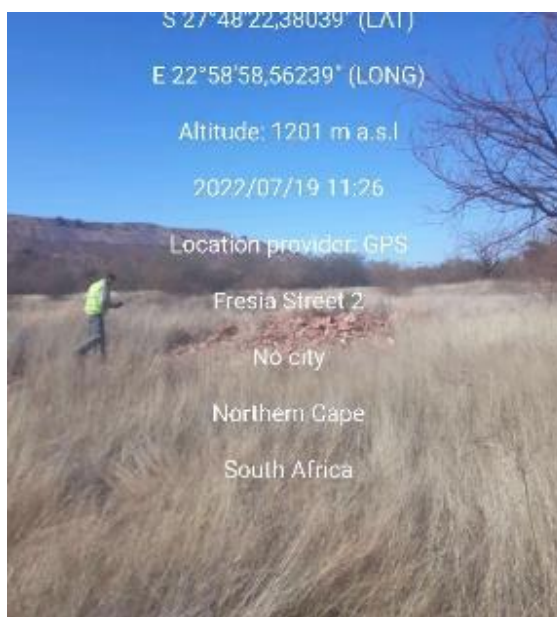 S 27°48'22,38039" (LAT)
E 22°58'58,56239" (LONG)
Altitude: 1201 m a.s.l
2022/07/19 11:26
Location provider: GPS
Fresia Street 2
No city
Northern Cape
South Africa